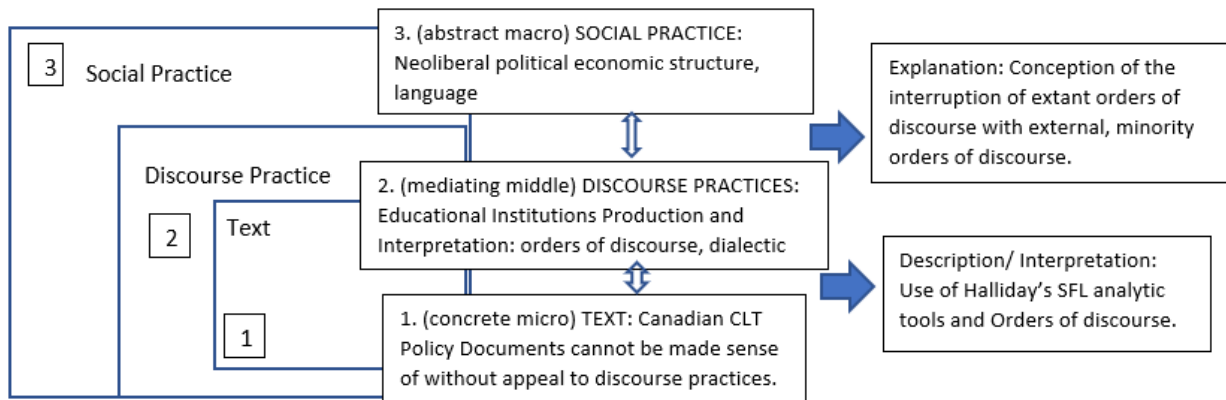 3
Social Practice
Discourse Practice
2
Text
1
3. (abstract macro) SOCIAL PRACTICE:
Neoliberal political economic structure,
language
2. (mediating middle) DISCOURSE PRACTICES:
Educational Institutions Production and
Interpretation: orders of discourse, dialectic
1. (concrete micro) TEXT: Canadian CLT
Policy Documents cannot be made sense
of without appeal to discourse practices.
Explanation: Conception of the
interruption of extant orders of
discourse with external, minority
orders of discourse.
Description/ Interpretation:
Use of Halliday’s SFL analytic
tools and Orders of discourse.